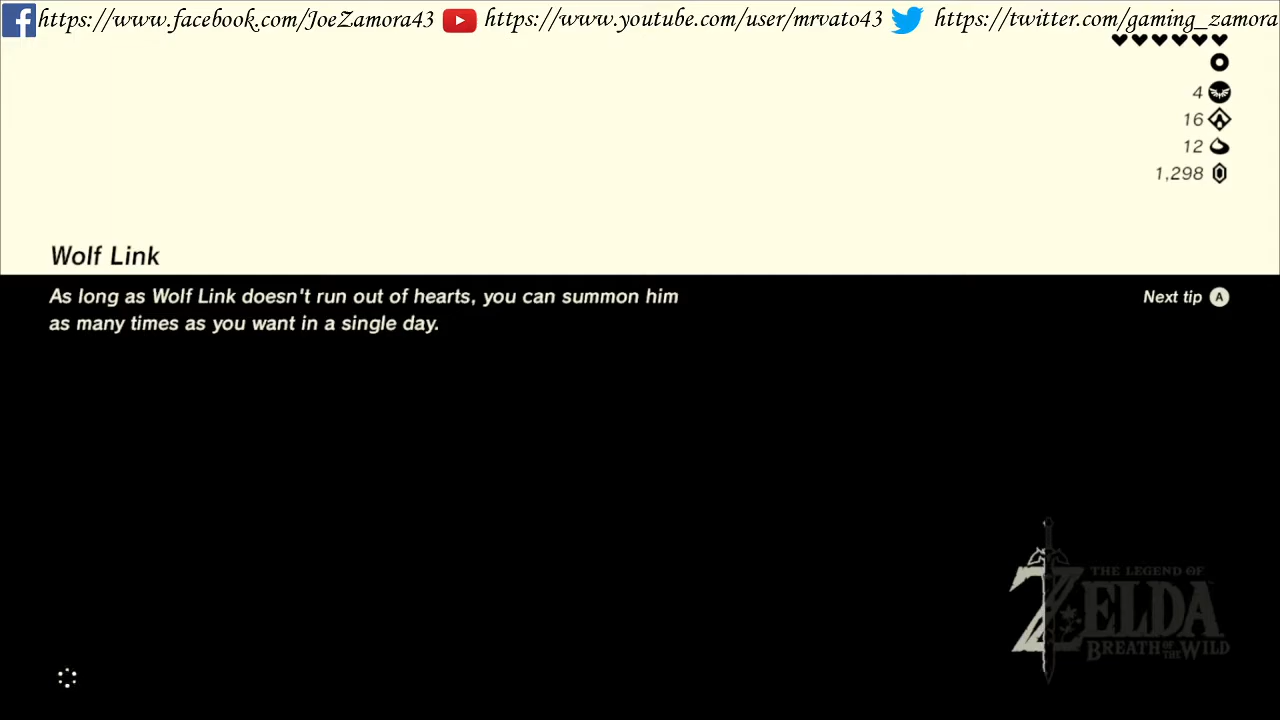 https://www.facebook.com/JoeZamora43 https://www.youtube.com/user/mrvato43 https://twitter.com/gaming_zamora
4
16
12
1,298
Wolf Link
As long as Wolf Link doesn't run out of hearts, you can summon him
as many times as you want in a single day.
Next tip A
THE LEGEND OF
ZELDA
BREATH OF THE WILD